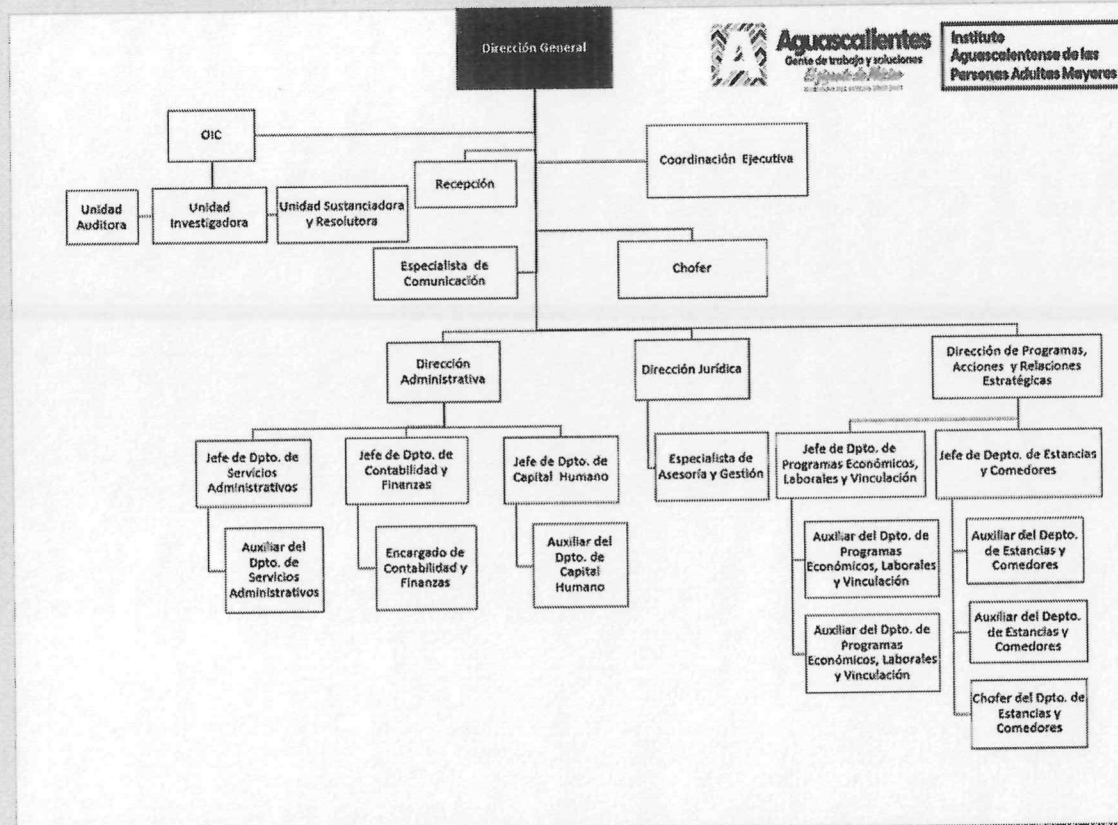 Dirección General
Aguascalientes
Gente de trabajo y soluciones
El gigante de México
Instituto
Aguascalentense de las
Personas Adultas Mayores
OIC
Coordinación Ejecutiva
Recepción
Unidad
Auditora
Unidad
Investigadora
Unidad Sustanciadora
y Resolutora
Especialista de
Comunicación
Chofer
Dirección
Administrativa
Dirección Jurídica
Dirección de Programas,
Acciones y Relaciones
Estratégicas
Jefe de Dpto. de
Servicios
Administrativos
Jefe de Dpto. de
Contabilidad y
Finanzas
Jefe de Dpto. de
Capital Humano
Especialista de
Asesoría y Gestión
Jefe de Dpto. de
Programas Económicos,
Laborales y Vinculación
Jefe de Depto. de Estancias
y Comedores
Auxiliar del
Dpto. de
Servicios
Administrativos
Encargado de
Contabilidad y
Finanzas
Auxiliar del
Dpto. de
Capital
Humano
Auxiliar del Dpto. de
Programas
Económicos, Laborales
y Vinculación
Auxiliar del Depto.
de Estancias y
Comedores
Auxiliar del Dpto. de
Programas
Económicos, Laborales
y Vinculación
Auxiliar del Depto.
de Estancias y
Comedores
Chofer del Dpto. de
Estancias y
Comedores